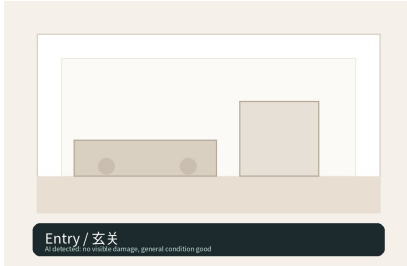 Entry / 玄关
AI detected: no visible damage, general condition good